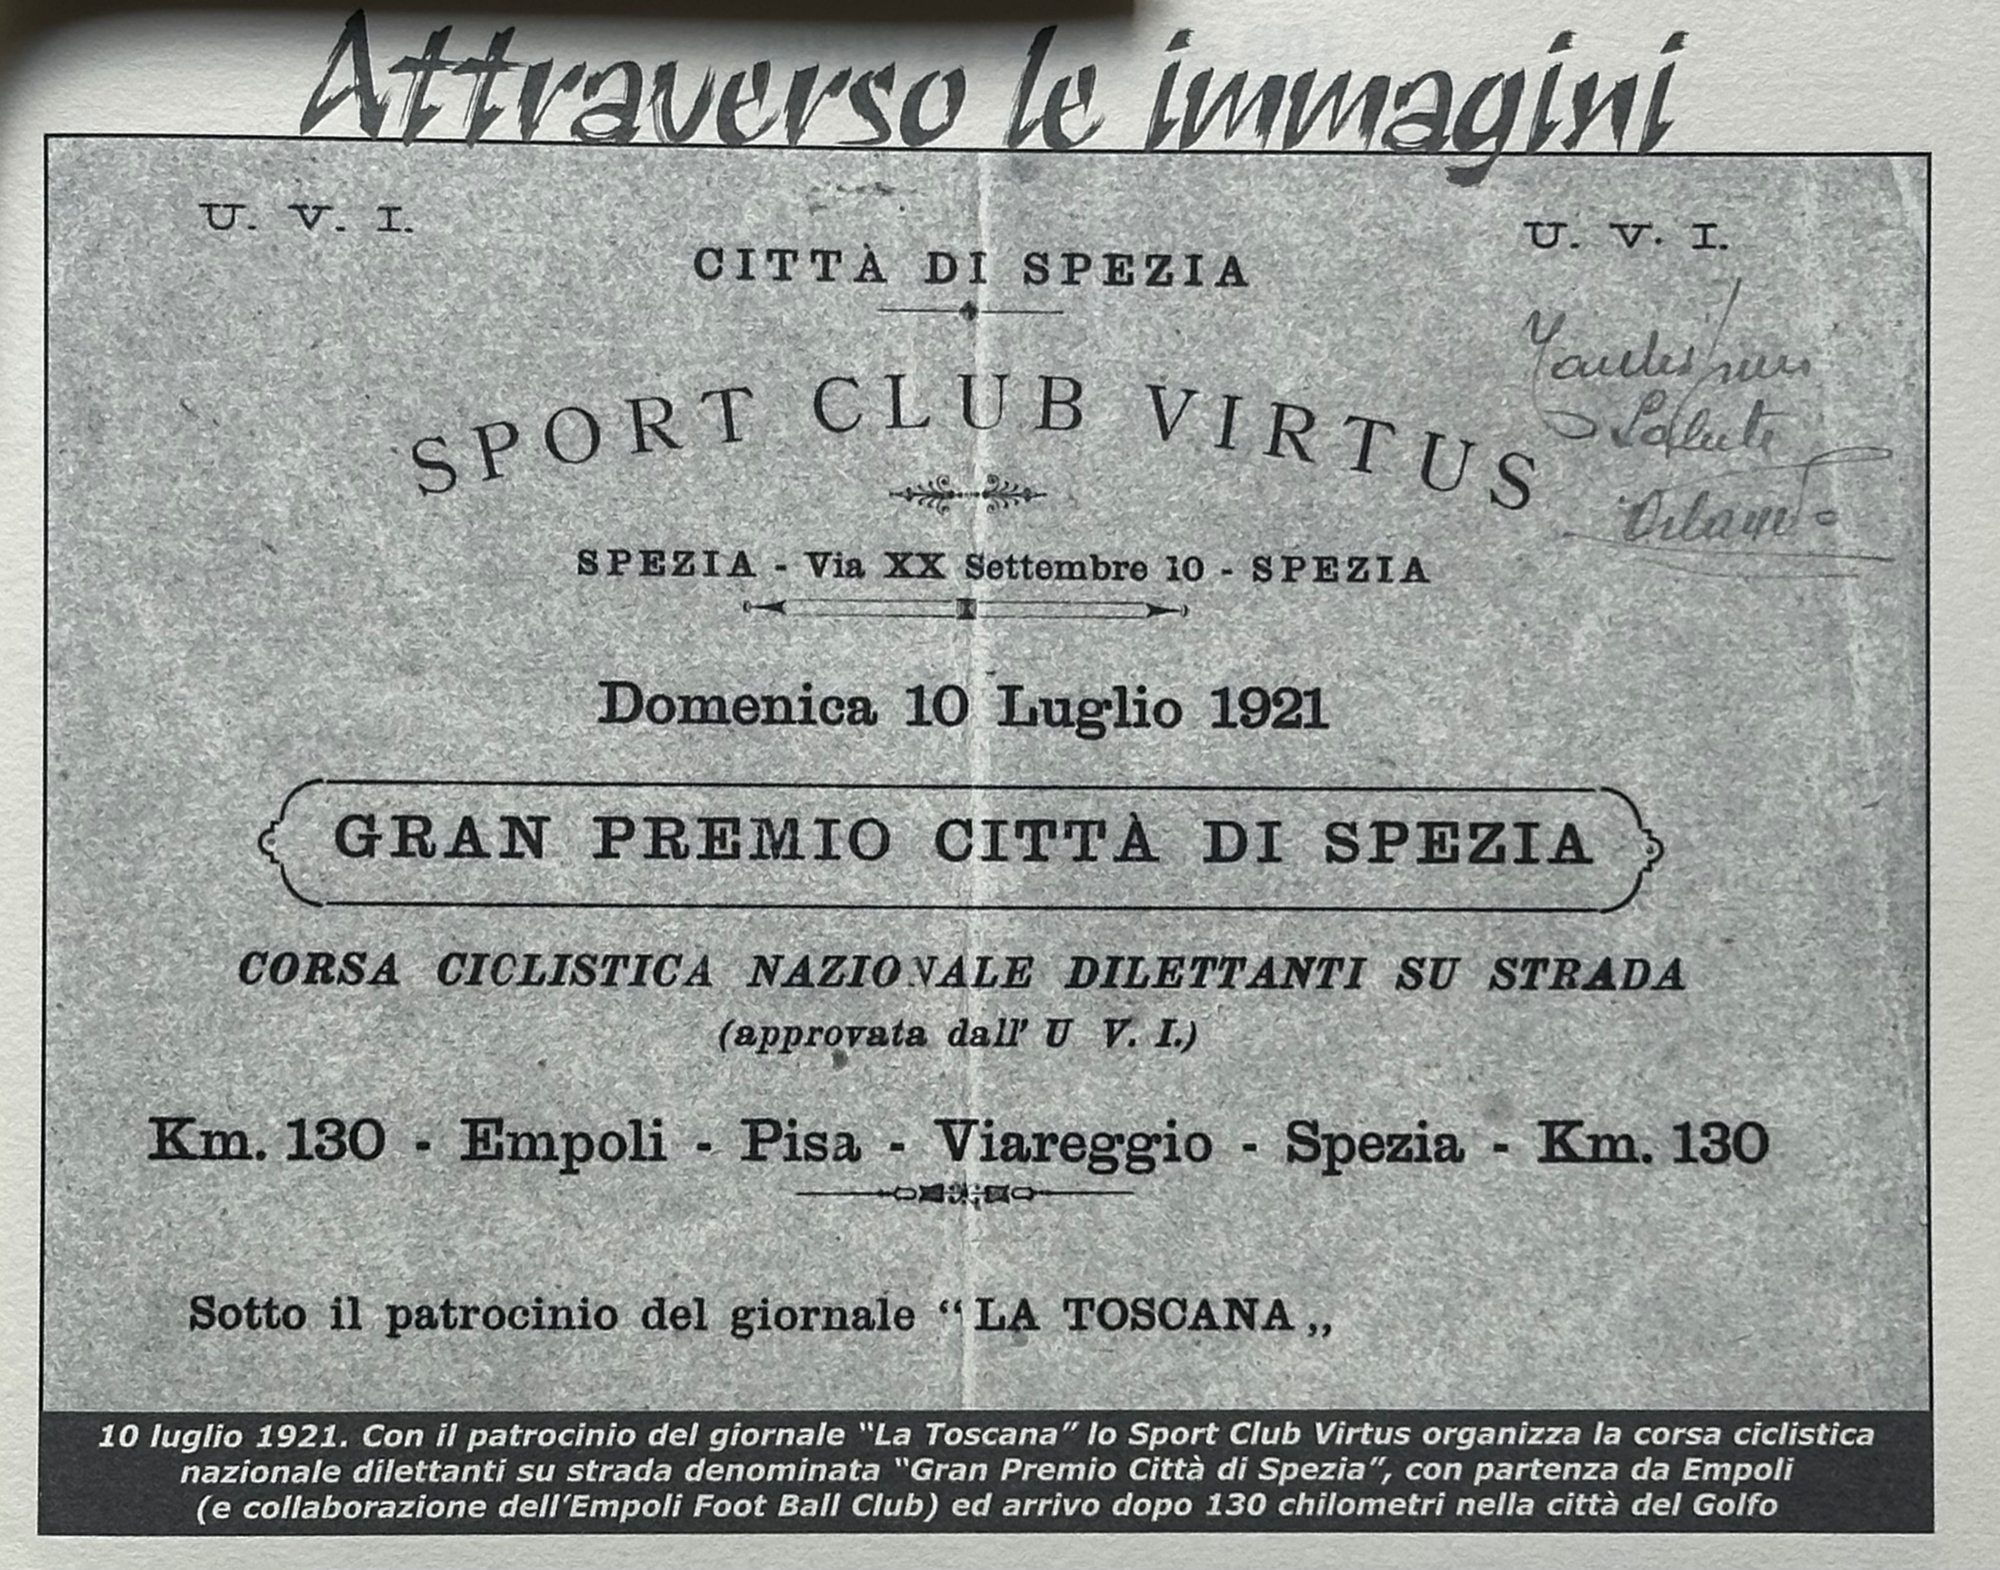 Attraverso le immagini
U. V. I.
U. V. I.
CITTÀ DI SPEZIA
SPORT CLUB VIRTUS
Salute
SPEZIA - Via XX Settembre 10 - SPEZIA
Domenica 10 Luglio 1921
GRAN PREMIO CITTÀ DI SPEZIA
CORSA CICLISTICA NAZIONALE DILETTANTI SU STRADA
(approvata dall' U V. I.)
Km. 130 - Empoli - Pisa - Viareggio - Spezia - Km. 130
Sotto il patrocinio del giornale “LA TOSCANA„
10 luglio 1921. Con il patrocinio del giornale “La Toscana” lo Sport Club Virtus organizza la corsa ciclistica
nazionale dilettanti su strada denominata “Gran Premio Città di Spezia”, con partenza da Empoli
(e collaborazione dell’Empoli Foot Ball Club) ed arrivo dopo 130 chilometri nella città del Golfo